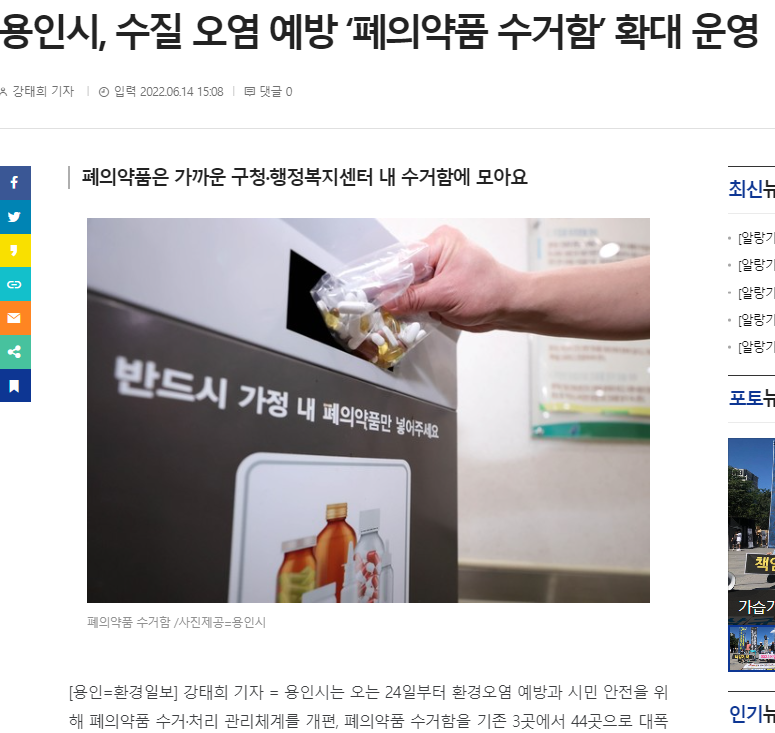 용인시, 수질 오염 예방 ‘폐의약품 수거함’ 확대 운영
강태희 기자
입력 2022.06.14 15:08
댓글 0
폐의약품은 가까운 구청·행정복지센터 내 수거함에 모아요
반드시 가정 내 폐의약품만 넣어주세요
폐의약품 수거함 /사진제공=용인시
[용인=환경일보] 강태희 기자 = 용인시는 오는 24일부터 환경오염 예방과 시민 안전을 위
해 폐의약품 수거·처리 관리체계를 개편, 폐의약품 수거함을 기존 3곳에서 44곳으로 대폭
최신뉴
[알랑가
[알랑가
[알랑가
[알랑가
[알랑가
포토뉴
책임
가습기
인기뉴